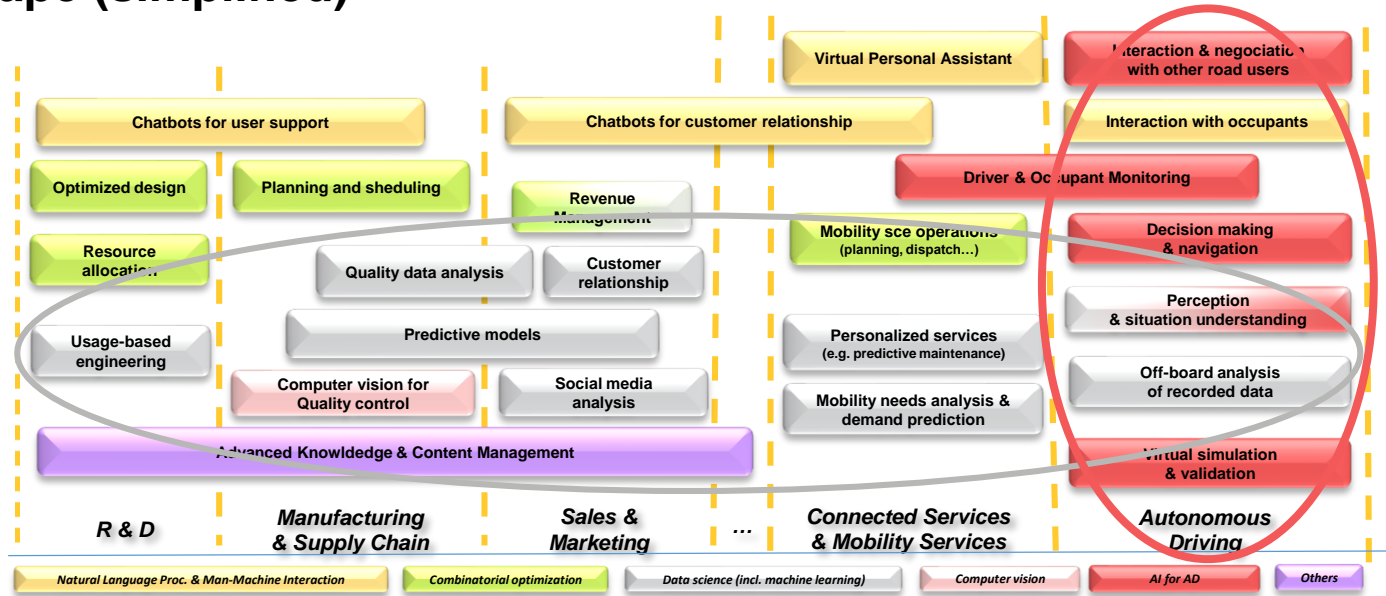 (simplified)
Virtual Personal Assistant
Interaction & negociation
with other road users
Chatbots for user support
Chatbots for customer relationship
Interaction with occupants
Optimized design
Planning and sheduling
Revenue
Management
Driver & Occupant Monitoring
Resource
allocation
Quality data analysis
Customer
relationship
Mobility sce operations
(planning, dispatch…)
Decision making
& navigation
Usage-based
engineering
Predictive models
Personalized services
(e.g. predictive maintenance)
Perception
& situation understanding
Computer vision for
Quality control
Social media
analysis
Mobility needs analysis &
demand prediction
Off-board analysis
of recorded data
Advanced Knowldedge & Content Management
Virtual simulation
& validation
R & D
Manufacturing
& Supply Chain
Sales &
Marketing
…
Connected Services
& Mobility Services
Autonomous
Driving
Natural Language Proc. & Man-Machine Interaction
Combinatorial optimization
Data science (incl. machine learning)
Computer vision
AI for AD
Others